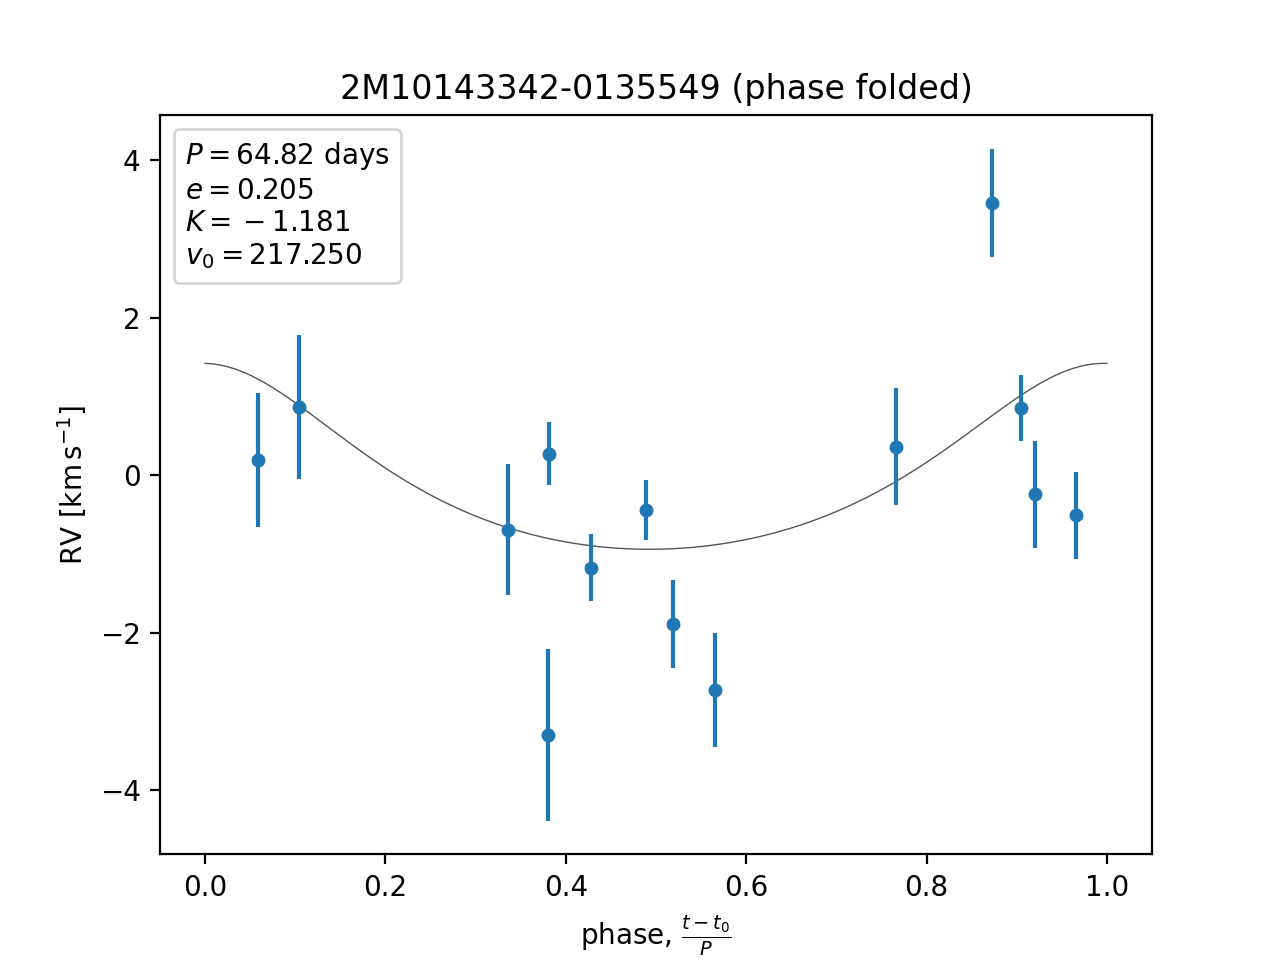 2M10143342-0135549 (phase folded)
P = 64.82 days
e = 0.205
K = −1.181
v₀ = 217.250
4
2
0
−2
−4
RV [km s⁻¹]
0.0 0.2 0.4 0.6 0.8 1.0
phase, (t − t₀)/P